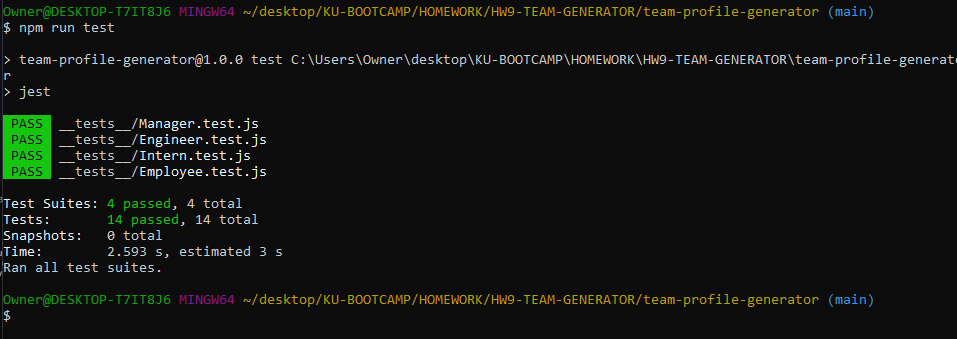 Owner@DESKTOP-T7IT8J6 MINGW64 ~/desktop/KU-BOOTCAMP/HOMEWORK/HW9-TEAM-GENERATOR/team-profile-generator (main)
$ npm run test
> team-profile-generator@1.0.0 test C:\Users\Owner\desktop\KU-BOOTCAMP\HOMEWORK\HW9-TEAM-GENERATOR\team-profile-generato
r
> jest
PASS __tests__/Manager.test.js
PASS __tests__/Engineer.test.js
PASS __tests__/Intern.test.js
PASS __tests__/Employee.test.js
Test Suites: 4 passed, 4 total
Tests:       14 passed, 14 total
Snapshots:   0 total
Time:        2.593 s, estimated 3 s
Ran all test suites.
Owner@DESKTOP-T7IT8J6 MINGW64 ~/desktop/KU-BOOTCAMP/HOMEWORK/HW9-TEAM-GENERATOR/team-profile-generator (main)
$